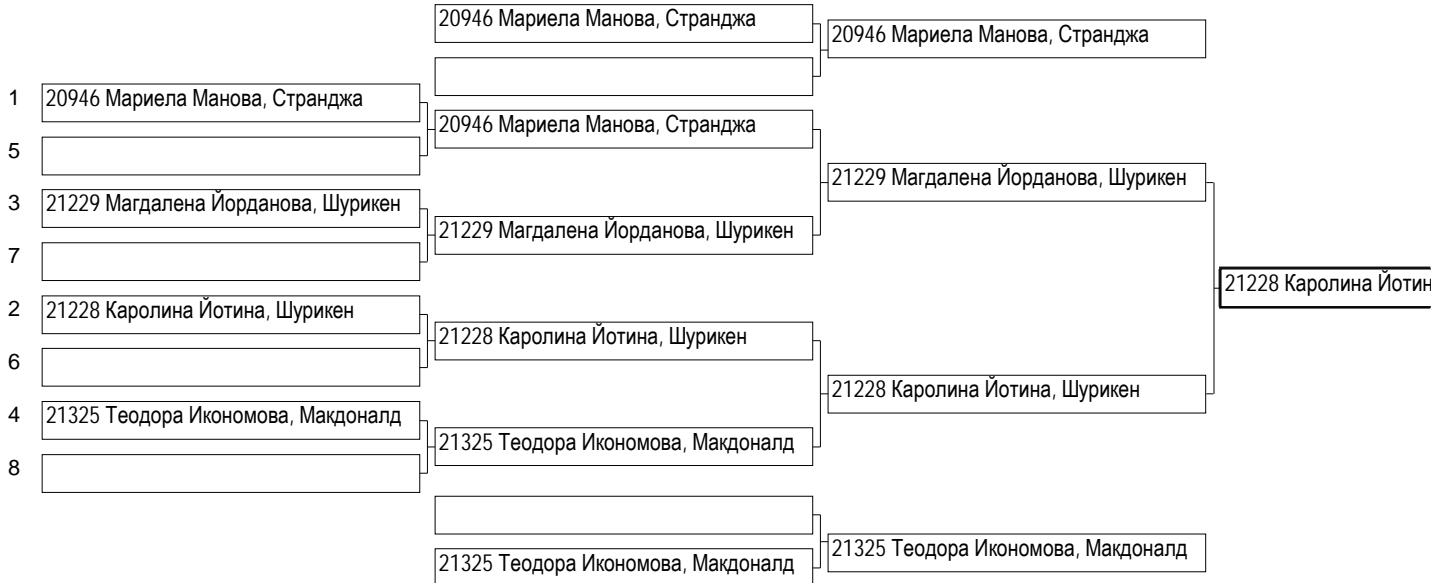 20946 Мариела Манова, Странджа
20946 Мариела Манова, Странджа
1 20946 Мариела Манова, Странджа
20946 Мариела Манова, Странджа
5
21229 Магдалена Йорданова, Шурикен
3 21229 Магдалена Йорданова, Шурикен
21229 Магдалена Йорданова, Шурикен
7
21228 Каролина Йотин
2 21228 Каролина Йотина, Шурикен
21228 Каролина Йотина, Шурикен
6
21228 Каролина Йотина, Шурикен
4 21325 Теодора Икономова, Макдоналд
21325 Теодора Икономова, Макдоналд
8
21325 Теодора Икономова, Макдоналд
21325 Теодора Икономова, Макдоналд